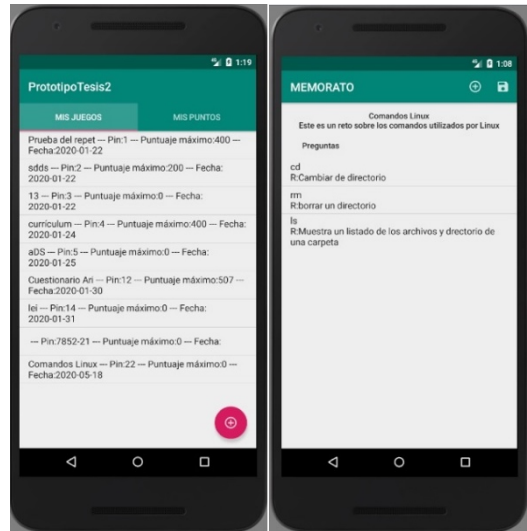 1:19
PrototipoTesis2
MIS JUEGOS
MIS PUNTOS
Prueba del repet --- Pin:1 --- Puntuaje máximo:400 ---
Fecha:2020-01-22
sdds --- Pin:2 -- Puntuaje máximo:200 --- Fecha:
2020-01-22
13 --- Pin:3 -- Puntuaje máximo:0 --- Fecha:
2020-01-22
currículum --- Pin:4 -- Puntuaje máximo:400 --- Fecha:
2020-01-24
aDS --- Pin:5 -- Puntuaje máximo:0 --- Fecha:
2020-01-25
Cuestionario Ari --- Pin:12 -- Puntuaje máximo:507 ---
Fecha:2020-01-30
lei --- Pin:14 -- Puntuaje máximo:0 --- Fecha:
2020-01-31
--- Pin:7852-21 -- Puntuaje máximo:0 --- Fecha:
Comandos Linux --- Pin:22 --- Puntuaje máximo:0 ---
Fecha:2020-05-18
1:08
MEMORATO
Comandos Linux
Este es un reto sobre los comandos utilizados por Linux
Preguntas
cd
R:Cambiar de directorio
rm
R:borrar un directorio
ls
R:Muestra un listado de los archivos y drectorio de
una carpeta